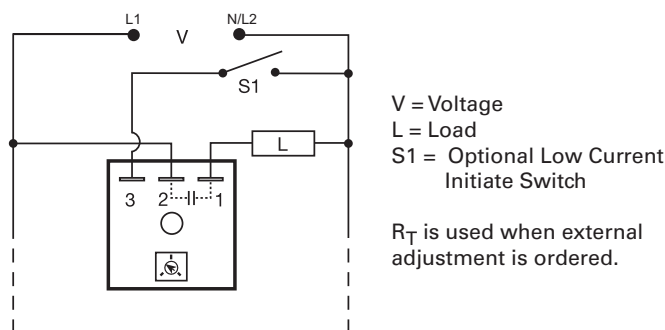 L1
V
N/L2
S1
L
3
2
1
V = Voltage
L = Load
S1 = Optional Low Current
Initiate Switch
RT is used when external
adjustment is ordered.